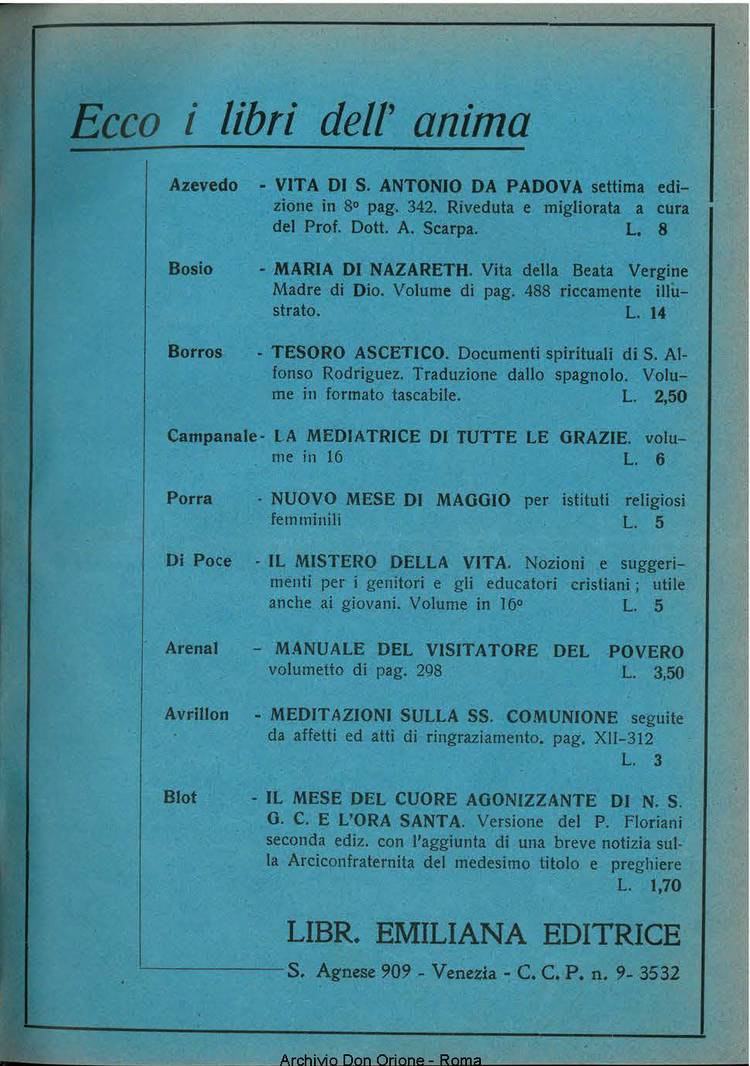 Ecco i libri dell' anima
Azevedo - VITA DI S. ANTONIO DA PADOVA settima edi-
zione in 8º pag. 342. Riveduta e migliorata a cura
del Prof. Dott. A. Scarpa. L. 8
Bosio - MARIA DI NAZARETH. Vita della Beata Vergine
Madre di Dio. Volume di pag. 488 riccamente illu-
strato. L. 14
Borros - TESORO ASCETICO. Documenti spirituali di S. Al-
fonso Rodriguez. Traduzione dallo spagnolo. Volu-
me in formato tascabile. L. 2,50
Campanale - LA MEDIATRICE DI TUTTE LE GRAZIE. volu-
me in 16 L. 6
Porra - NUOVO MESE DI MAGGIO per istituti religiosi
femminili L. 5
Di Poce - IL MISTERO DELLA VITA. Nozioni e suggeri-
menti per i genitori e gli educatori cristiani ; utile
anche ai giovani. Volume in 16º L. 5
Arenal - MANUALE DEL VISITATORE DEL POVERO
volumetto di pag. 298 L. 3,50
Avrillon - MEDITAZIONI SULLA SS. COMUNIONE seguite
da affetti ed atti di ringraziamento. pag. XII-312
L. 3
Blot - IL MESE DEL CUORE AGONIZZANTE DI N. S.
G. C. E L'ORA SANTA. Versione del P. Floriani
seconda ediz. con l'aggiunta di una breve notizia sul-
la Arciconfraternita del medesimo titolo e preghiere
L. 1,70
LIBR. EMILIANA EDITRICE
S. Agnese 909 - Venezia - C. C. P. n. 9- 3532
Archivio Don Orione - Roma